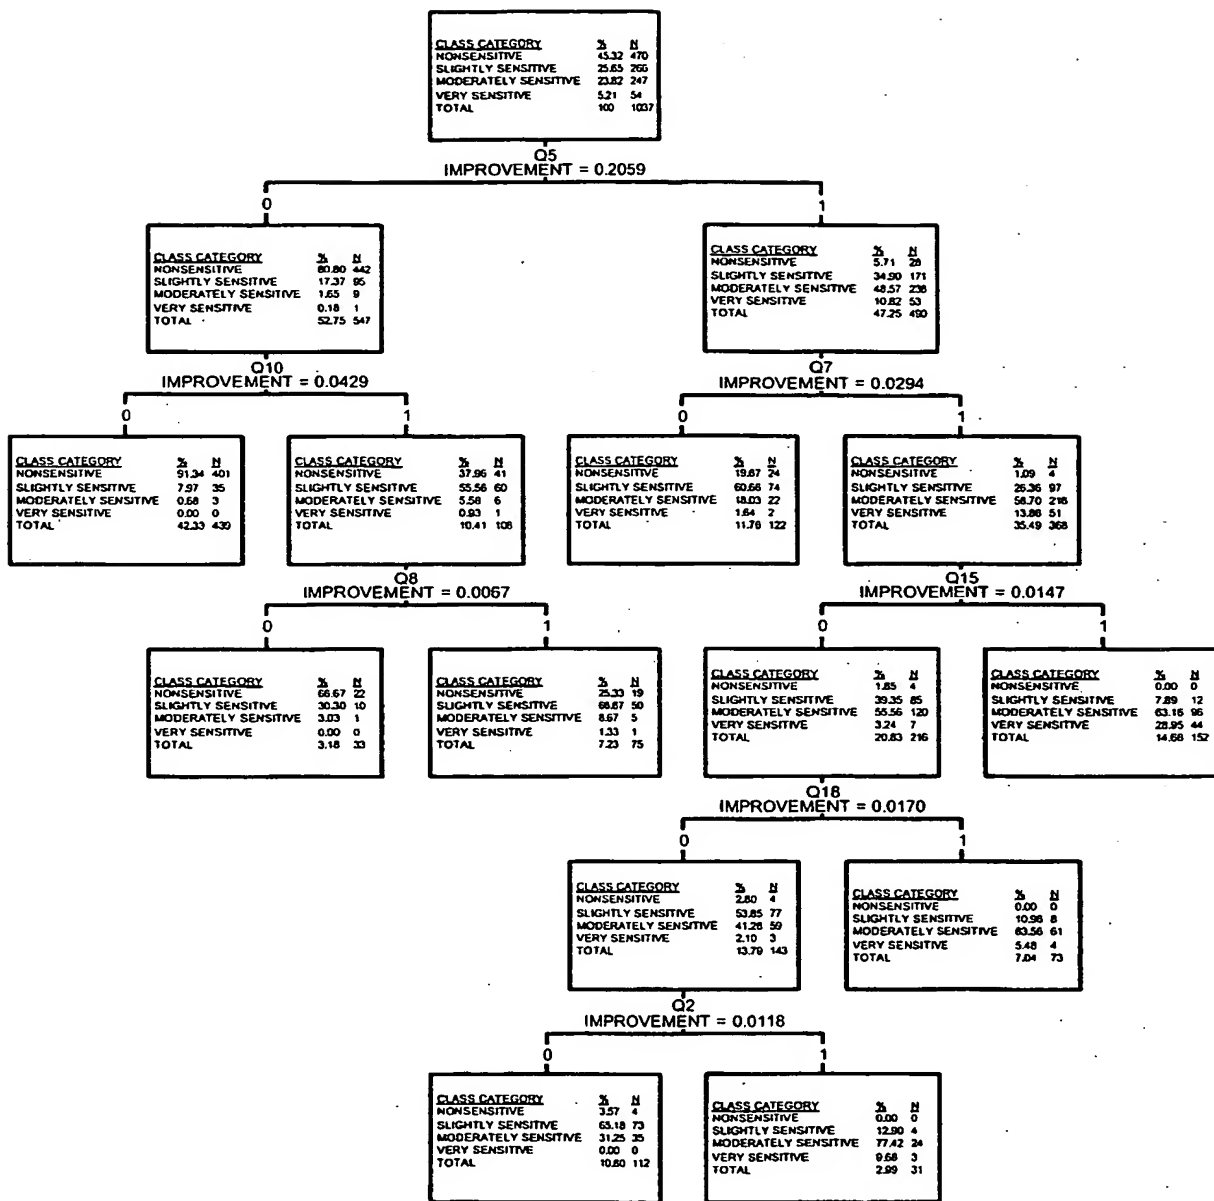 CLASS CATEGORY % N
NONSENSITIVE 45.32 470
SLIGHTLY SENSITIVE 25.65 266
MODERATELY SENSITIVE 23.82 247
VERY SENSITIVE 5.21 54
TOTAL 100 1037
Q5
IMPROVEMENT = 0.2059
0
1
CLASS CATEGORY % N
NONSENSITIVE 80.80 442
SLIGHTLY SENSITIVE 17.37 95
MODERATELY SENSITIVE 1.65 9
VERY SENSITIVE 0.18 1
TOTAL 52.75 547
CLASS CATEGORY % N
NONSENSITIVE 5.71 28
SLIGHTLY SENSITIVE 34.90 171
MODERATELY SENSITIVE 48.57 238
VERY SENSITIVE 10.82 53
TOTAL 47.25 490
Q10
IMPROVEMENT = 0.0429
0
1
Q7
IMPROVEMENT = 0.0294
0
1
CLASS CATEGORY % N
NONSENSITIVE 91.34 401
SLIGHTLY SENSITIVE 7.97 35
MODERATELY SENSITIVE 0.68 3
VERY SENSITIVE 0.00 0
TOTAL 42.33 439
CLASS CATEGORY % N
NONSENSITIVE 37.96 41
SLIGHTLY SENSITIVE 55.56 60
MODERATELY SENSITIVE 5.56 6
VERY SENSITIVE 0.93 1
TOTAL 10.41 108
CLASS CATEGORY % N
NONSENSITIVE 19.67 24
SLIGHTLY SENSITIVE 60.66 74
MODERATELY SENSITIVE 18.03 22
VERY SENSITIVE 1.64 2
TOTAL 11.76 122
CLASS CATEGORY % N
NONSENSITIVE 1.09 4
SLIGHTLY SENSITIVE 26.36 97
MODERATELY SENSITIVE 58.70 216
VERY SENSITIVE 13.86 51
TOTAL 35.49 368
Q8
IMPROVEMENT = 0.0067
0
1
Q15
IMPROVEMENT = 0.0147
0
1
CLASS CATEGORY % N
NONSENSITIVE 66.67 22
SLIGHTLY SENSITIVE 30.30 10
MODERATELY SENSITIVE 3.03 1
VERY SENSITIVE 0.00 0
TOTAL 3.18 33
CLASS CATEGORY % N
NONSENSITIVE 25.33 19
SLIGHTLY SENSITIVE 66.67 50
MODERATELY SENSITIVE 6.67 5
VERY SENSITIVE 1.33 1
TOTAL 7.23 75
CLASS CATEGORY % N
NONSENSITIVE 1.85 4
SLIGHTLY SENSITIVE 39.35 85
MODERATELY SENSITIVE 55.56 120
VERY SENSITIVE 3.24 7
TOTAL 20.83 216
CLASS CATEGORY % N
NONSENSITIVE 0.00 0
SLIGHTLY SENSITIVE 7.89 12
MODERATELY SENSITIVE 63.16 96
VERY SENSITIVE 28.95 44
TOTAL 14.66 152
Q18
IMPROVEMENT = 0.0170
0
1
CLASS CATEGORY % N
NONSENSITIVE 2.80 4
SLIGHTLY SENSITIVE 53.85 77
MODERATELY SENSITIVE 41.26 59
VERY SENSITIVE 2.10 3
TOTAL 13.79 143
CLASS CATEGORY % N
NONSENSITIVE 0.00 0
SLIGHTLY SENSITIVE 10.96 8
MODERATELY SENSITIVE 83.56 61
VERY SENSITIVE 5.48 4
TOTAL 7.04 73
Q2
IMPROVEMENT = 0.0118
0
1
CLASS CATEGORY % N
NONSENSITIVE 3.57 4
SLIGHTLY SENSITIVE 65.18 73
MODERATELY SENSITIVE 31.25 35
VERY SENSITIVE 0.00 0
TOTAL 10.80 112
CLASS CATEGORY % N
NONSENSITIVE 0.00 0
SLIGHTLY SENSITIVE 12.90 4
MODERATELY SENSITIVE 77.42 24
VERY SENSITIVE 9.68 3
TOTAL 2.99 31